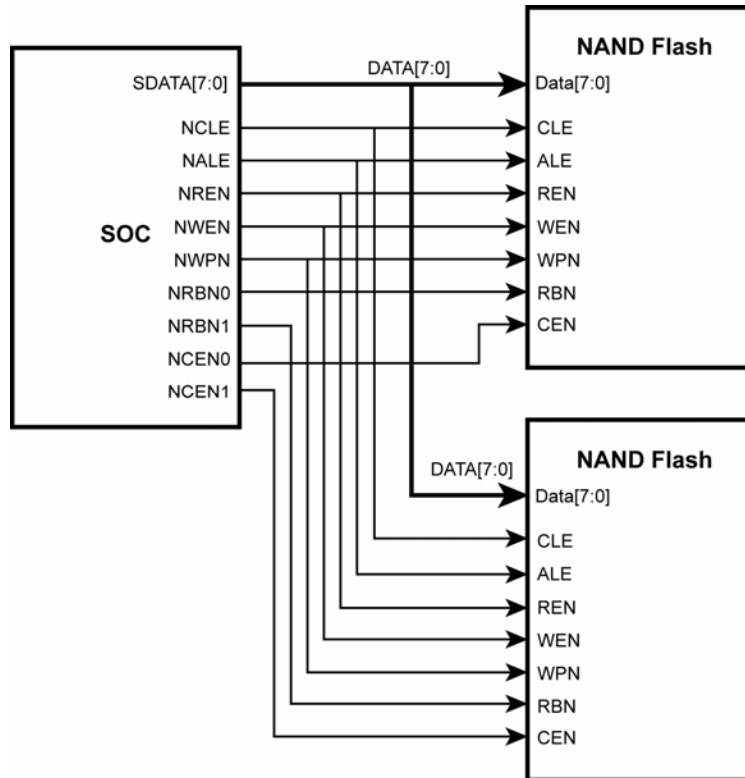 NAND Flash
SDATA[7:0]
DATA[7:0]
Data[7:0]
NCLE
CLE
NALE
ALE
NREN
REN
SOC
NWEN
WEN
NWPN
WPN
NRBN0
RBN
NRBN1
CEN
NCEN0
NCEN1
NAND Flash
DATA[7:0]
Data[7:0]
CLE
ALE
REN
WEN
WPN
RBN
CEN